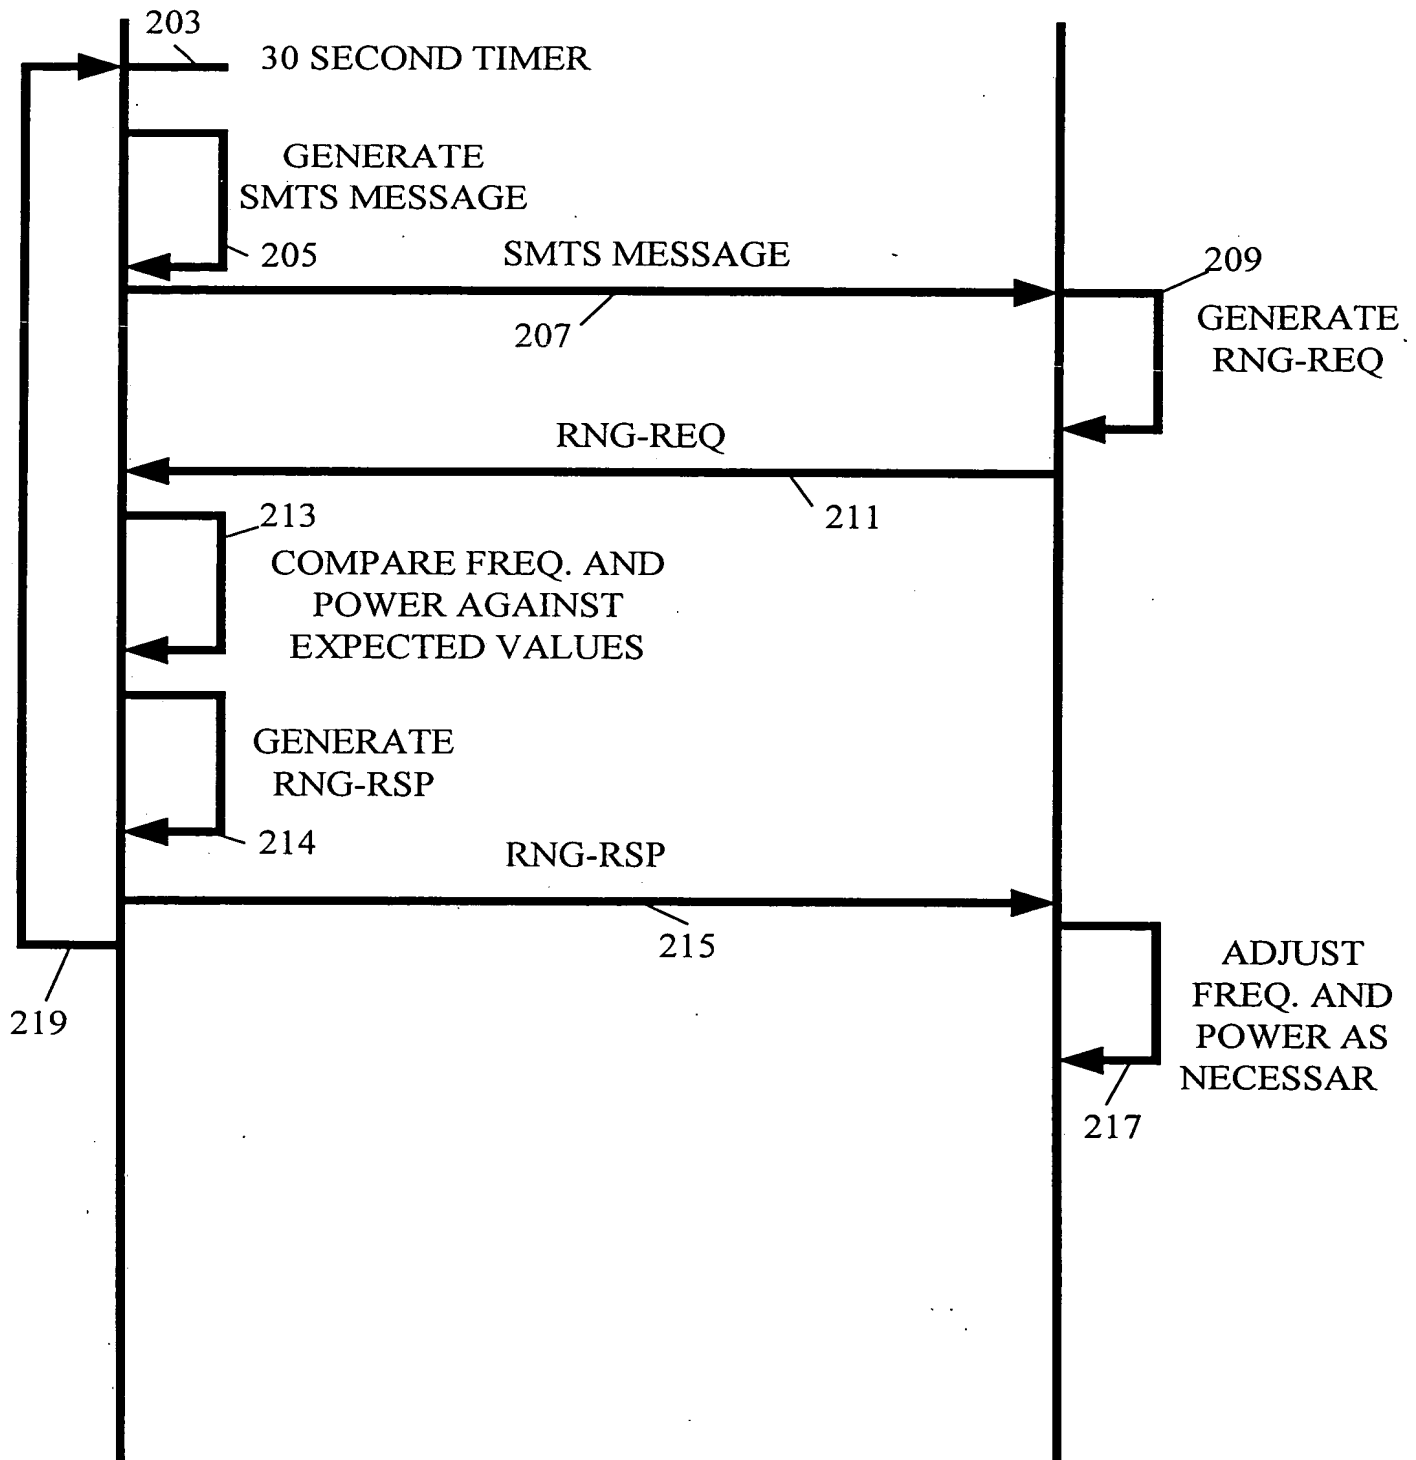 203
30 SECOND TIMER
GENERATE
SMTS MESSAGE
205
SMTS MESSAGE
207
209
GENERATE
RNG-REQ
RNG-REQ
211
213
COMPARE FREQ. AND
POWER AGAINST
EXPECTED VALUES
GENERATE
RNG-RSP
214
RNG-RSP
215
219
ADJUST
FREQ. AND
POWER AS
NECESSAR
217